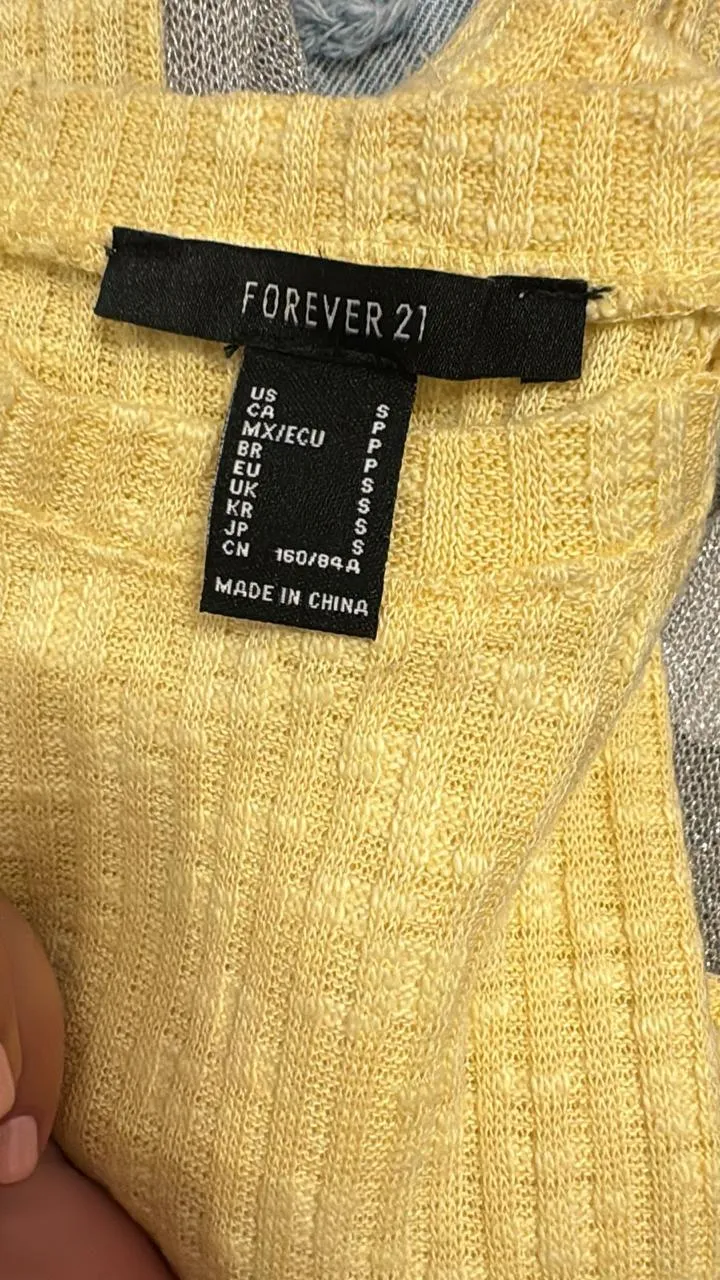 FOREVER 21
US S
CA P
MX/ECU P
BR P
EU S
UK S
KR S
JP S
CN 160/84A
MADE IN CHINA